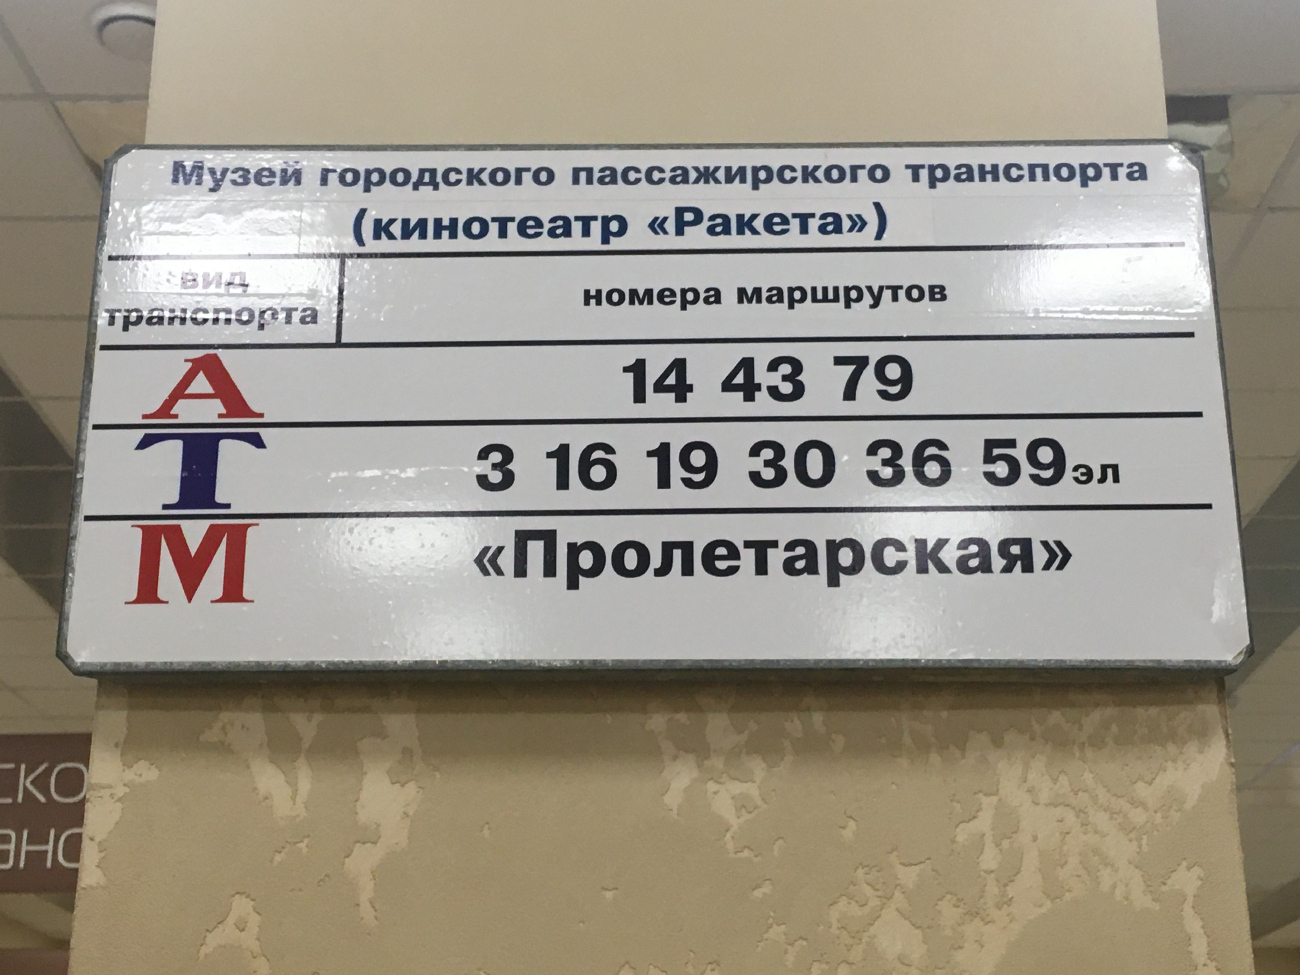 Музей городского пассажирского транспорта
(кинотеатр «Ракета»)
вид
транспорта
номера маршрутов
А
14 43 79
Т
3 16 19 30 36 59эл
М
«Пролетарская»
ско
ано